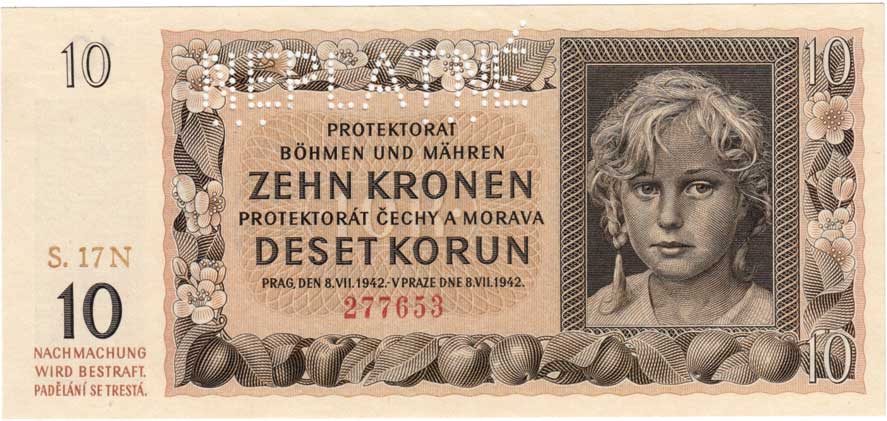 10
10
NEPLATNÉ
PROTEKTORAT
BÖHMEN UND MÄHREN
ZEHN KRONEN
PROTEKTORÁT ČECHY A MORAVA
DESET KORUN
PRAG, DEN 8. VII. 1942.-V PRAZE DNE 8. VII. 1942.
277653
S. 17 N
10
NACHMACHUNG
WIRD BESTRAFT.
PADĚLÁNÍ SE TRESTÁ.
10